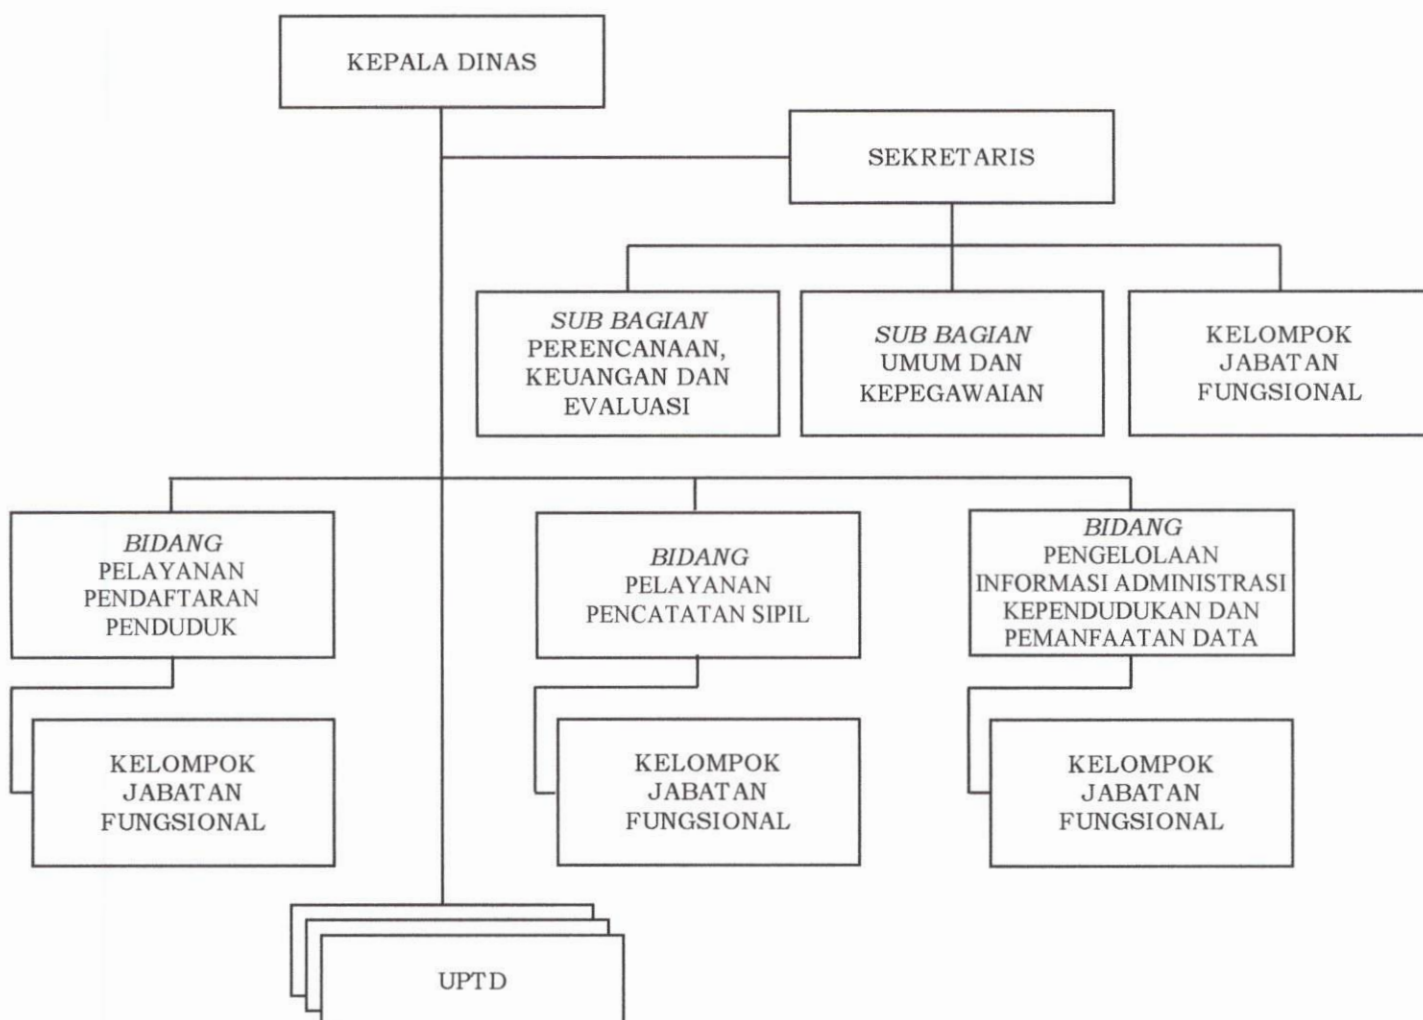 KEPALA DINAS
SEKRETARIS
SUB BAGIAN
PERENCANAAN,
KEUANGAN DAN
EVALUASI
SUB BAGIAN
UMUM DAN
KEPEGAWAIAN
KELOMPOK
JABATAN
FUNGSIONAL
BIDANG
PELAYANAN
PENDAFTARAN
PENDUDUK
BIDANG
PELAYANAN
PENCATATAN SIPIL
BIDANG
PENGELOLAAN
INFORMASI ADMINISTRASI
KEPENDUDUKAN DAN
PEMANFAATAN DATA
KELOMPOK
JABATAN
FUNGSIONAL
KELOMPOK
JABATAN
FUNGSIONAL
KELOMPOK
JABATAN
FUNGSIONAL
UPTD